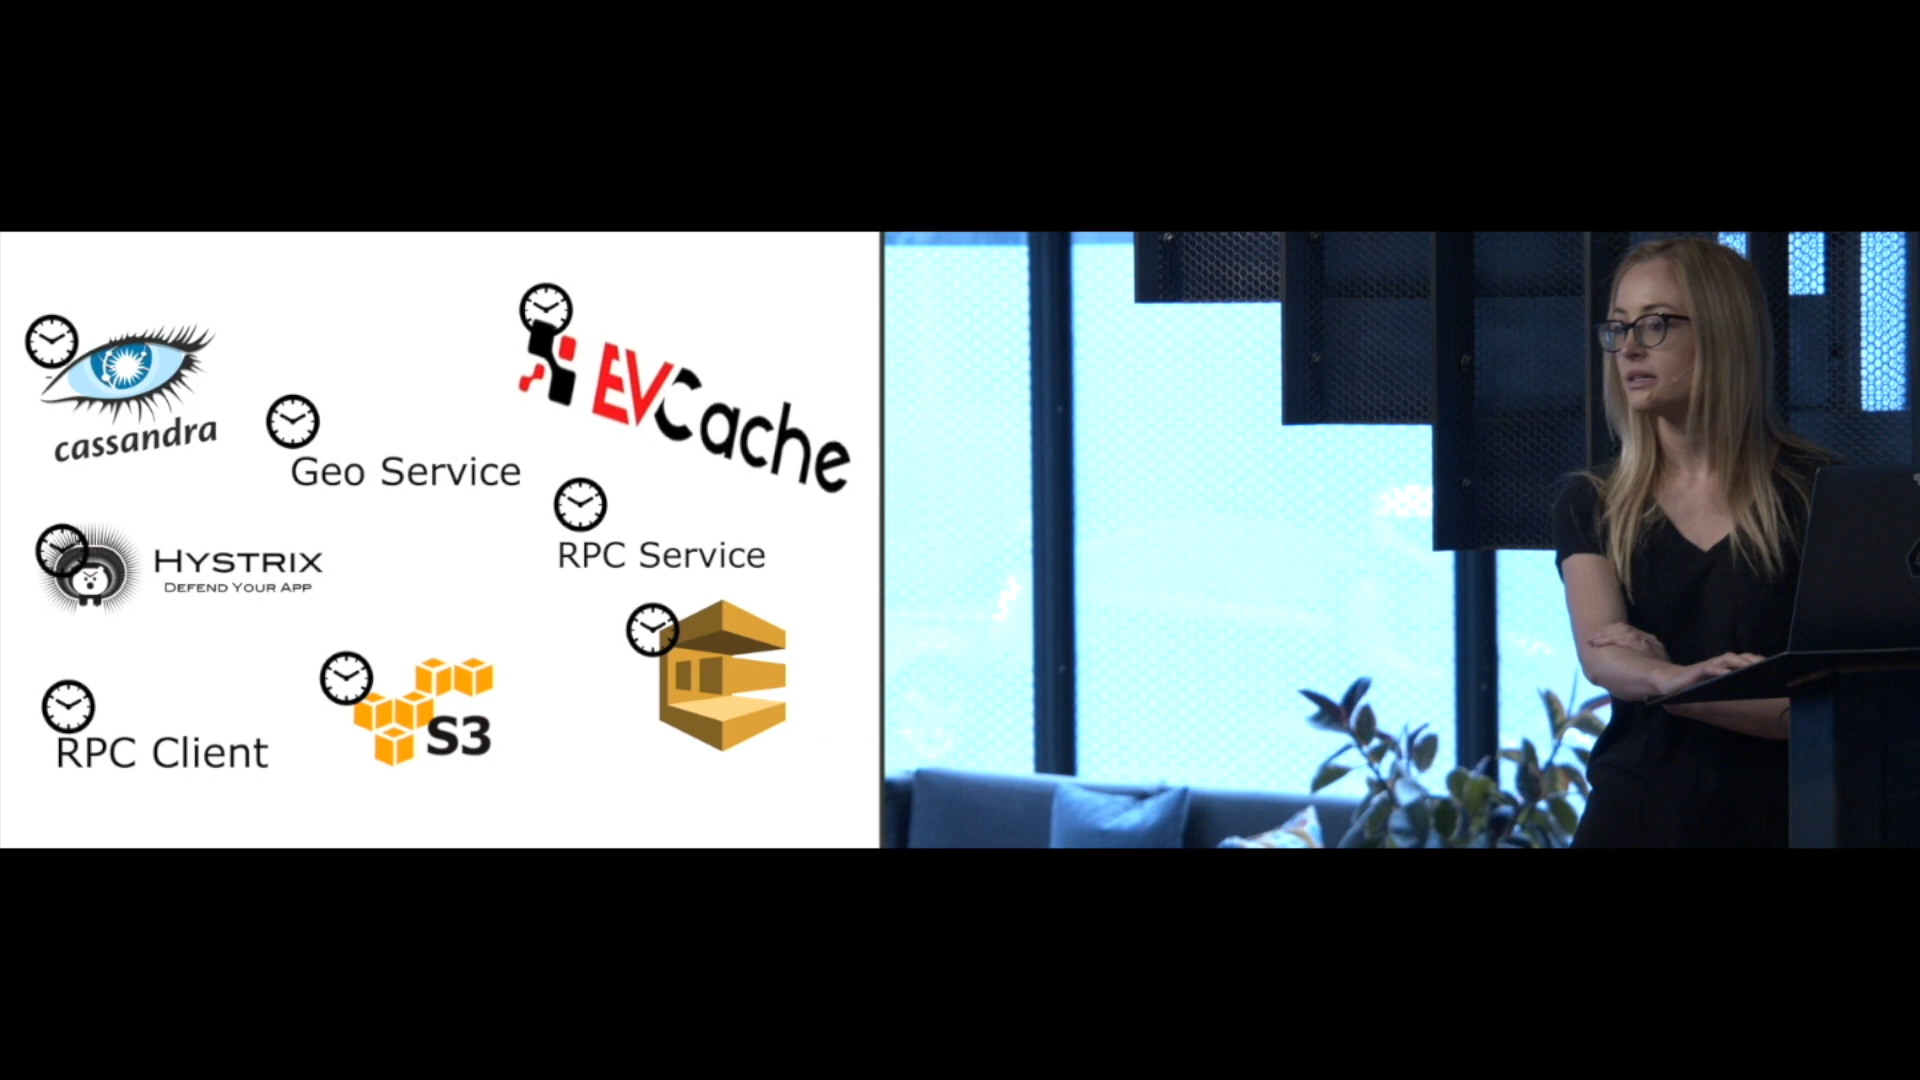 cassandra
Geo Service
EVCache
HYSTRIX
DEFEND YOUR APP
RPC Service
RPC Client
S3